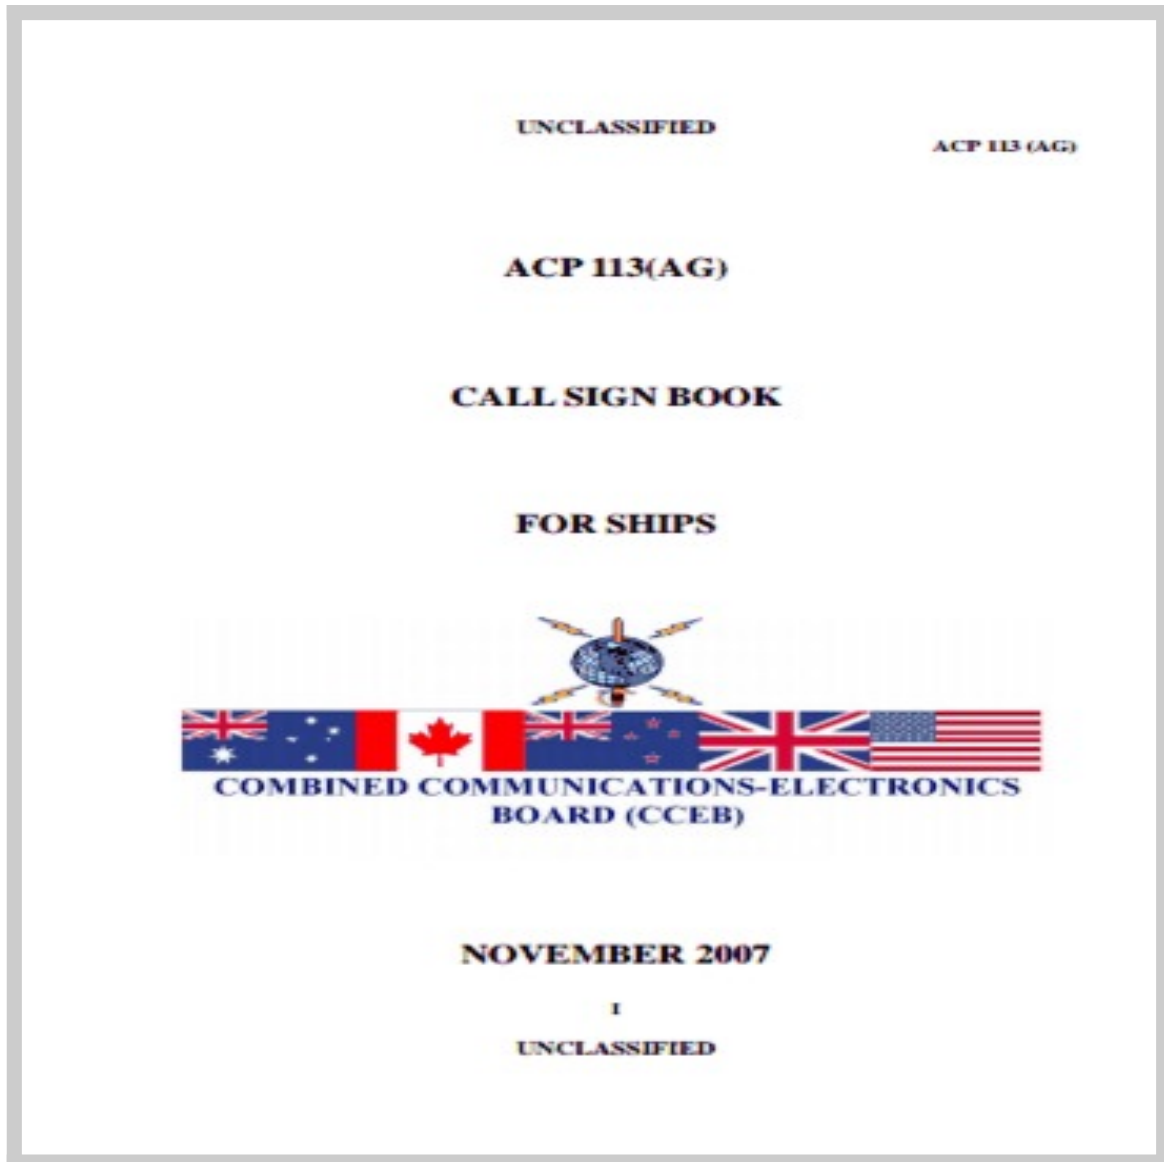 UNCLASSIFIED
ACP 113 (AG)
ACP 113(AG)
CALL SIGN BOOK
FOR SHIPS
COMBINED COMMUNICATIONS-ELECTRONICS
BOARD (CCEB)
NOVEMBER 2007
I
UNCLASSIFIED